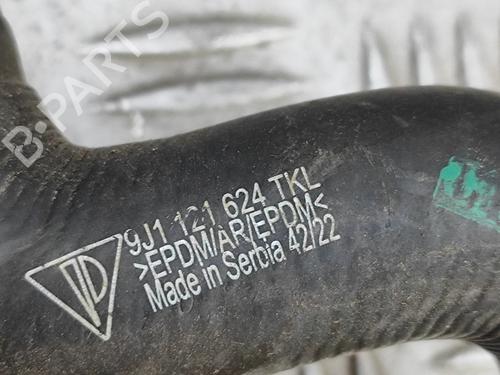 B-Parts
9J1 121 624 TKL
>EPDM/AR/EPDM<
Made in Serbia 42/22